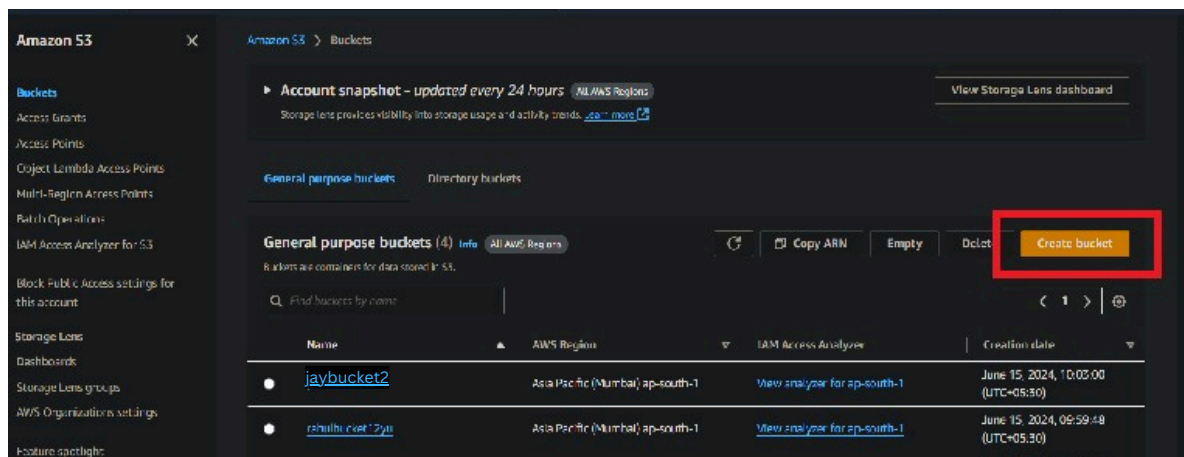 Amazon S3
Amazon S3 > Buckets
Buckets
Access Grants
Access Points
Object Lambda Access Points
Multi-Region Access Points
Batch Operations
IAM Access Analyzer for S3
Block Public Access settings for
this account
Storage Lens
Dashboards
Storage Lens groups
AWS Organizations settings
Feature spotlight
Account snapshot - updated every 24 hours All AWS Regions
View Storage Lens dashboard
Storage lens provides visibility into storage usage and activity trends. Learn more
General purpose buckets Directory buckets
General purpose buckets (4) Info All AWS Regions
Copy ARN Empty Delet Create bucket
Buckets are containers for data stored in S3.
Find buckets by name
1
Name AWS Region IAM Access Analyzer Creation date
jaybucket2 Asia Pacific (Mumbai) ap-south-1 View analyzer for ap-south-1 June 15, 2024, 10:03:00
(UTC+05:30)
Asia Pacific (Mumbai) ap-south-1 View analyzer for ap-south-1 June 15, 2024, 09:59:48
(UTC+05:30)